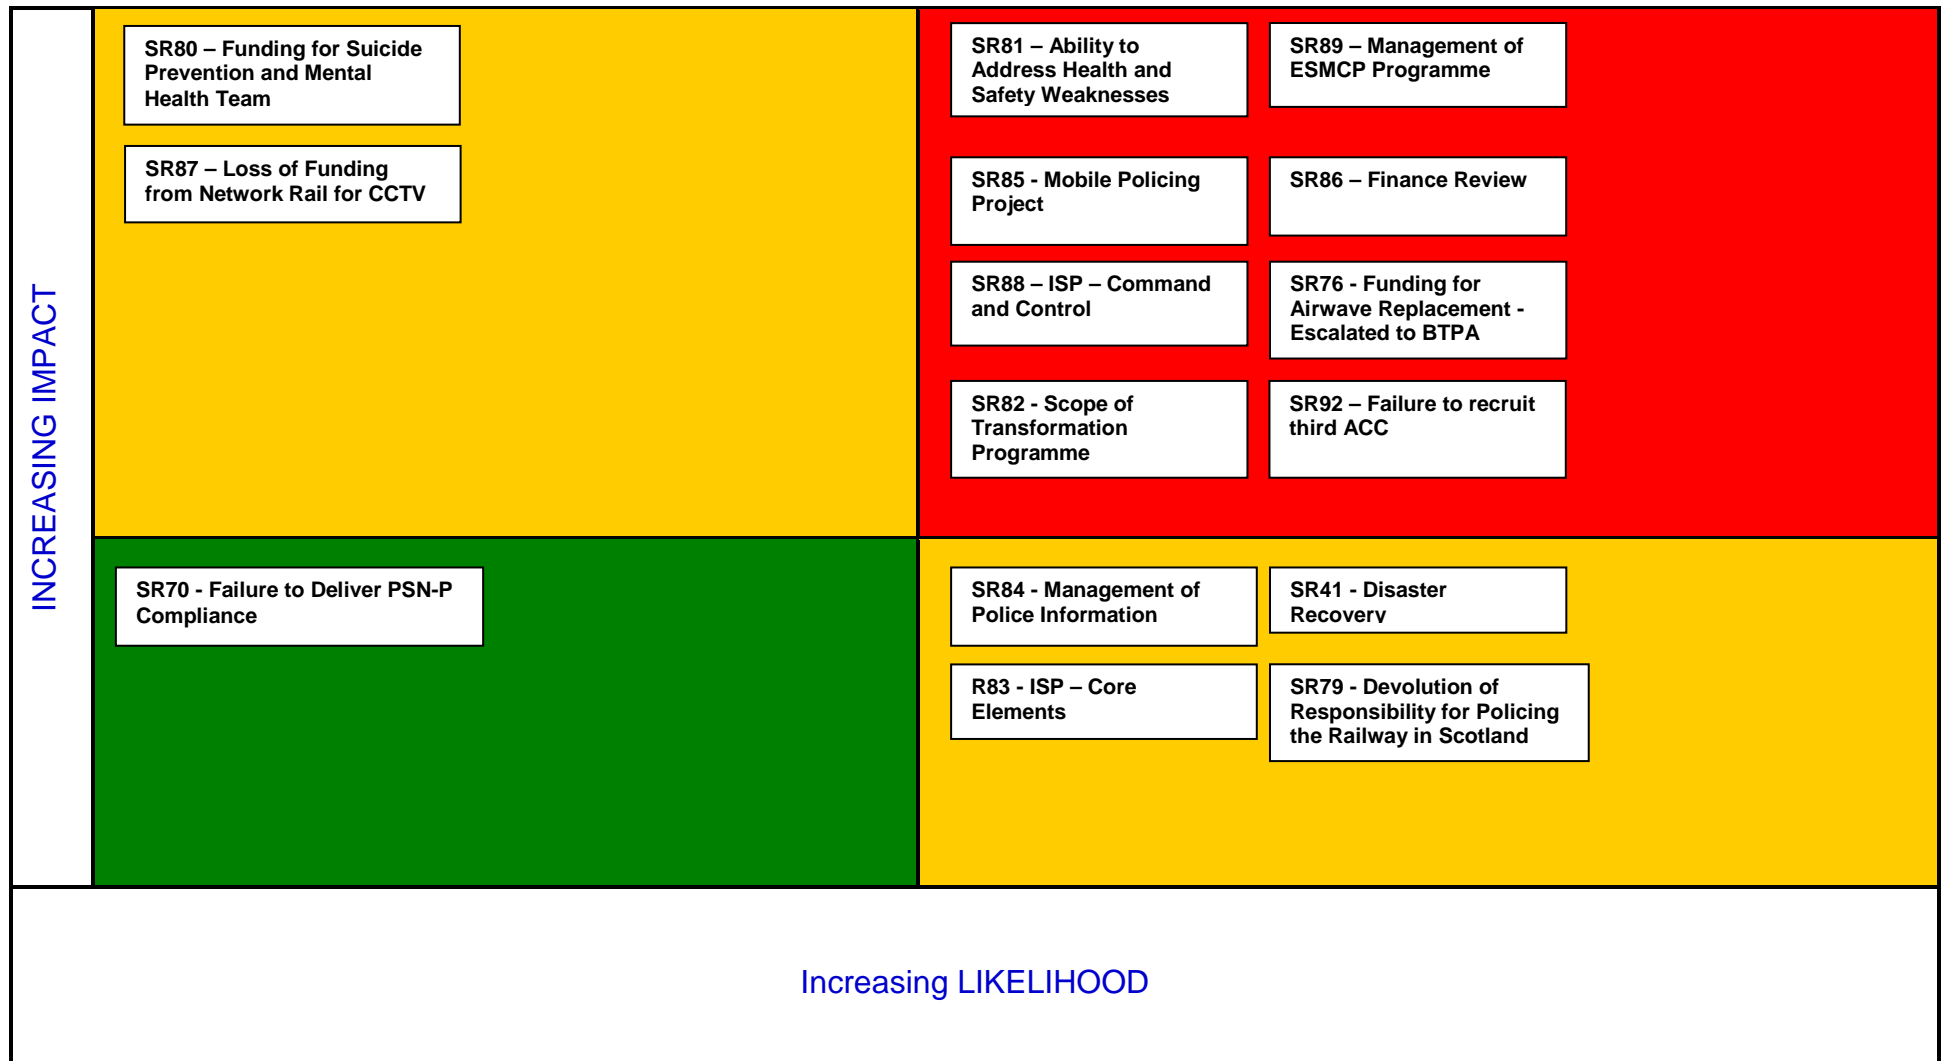 INCREASING IMPACT
SR80 – Funding for Suicide
Prevention and Mental
Health Team
SR87 – Loss of Funding
from Network Rail for CCTV
SR81 – Ability to
Address Health and
Safety Weaknesses
SR89 – Management of
ESMCP Programme
SR85 - Mobile Policing
Project
SR86 – Finance Review
SR88 – ISP – Command
and Control
SR76 - Funding for
Airwave Replacement -
Escalated to BTPA
SR82 - Scope of
Transformation
Programme
SR92 – Failure to recruit
third ACC
SR70 - Failure to Deliver PSN-P
Compliance
SR84 - Management of
Police Information
SR41 - Disaster
Recovery
R83 - ISP – Core
Elements
SR79 - Devolution of
Responsibility for Policing
the Railway in Scotland
Increasing LIKELIHOOD